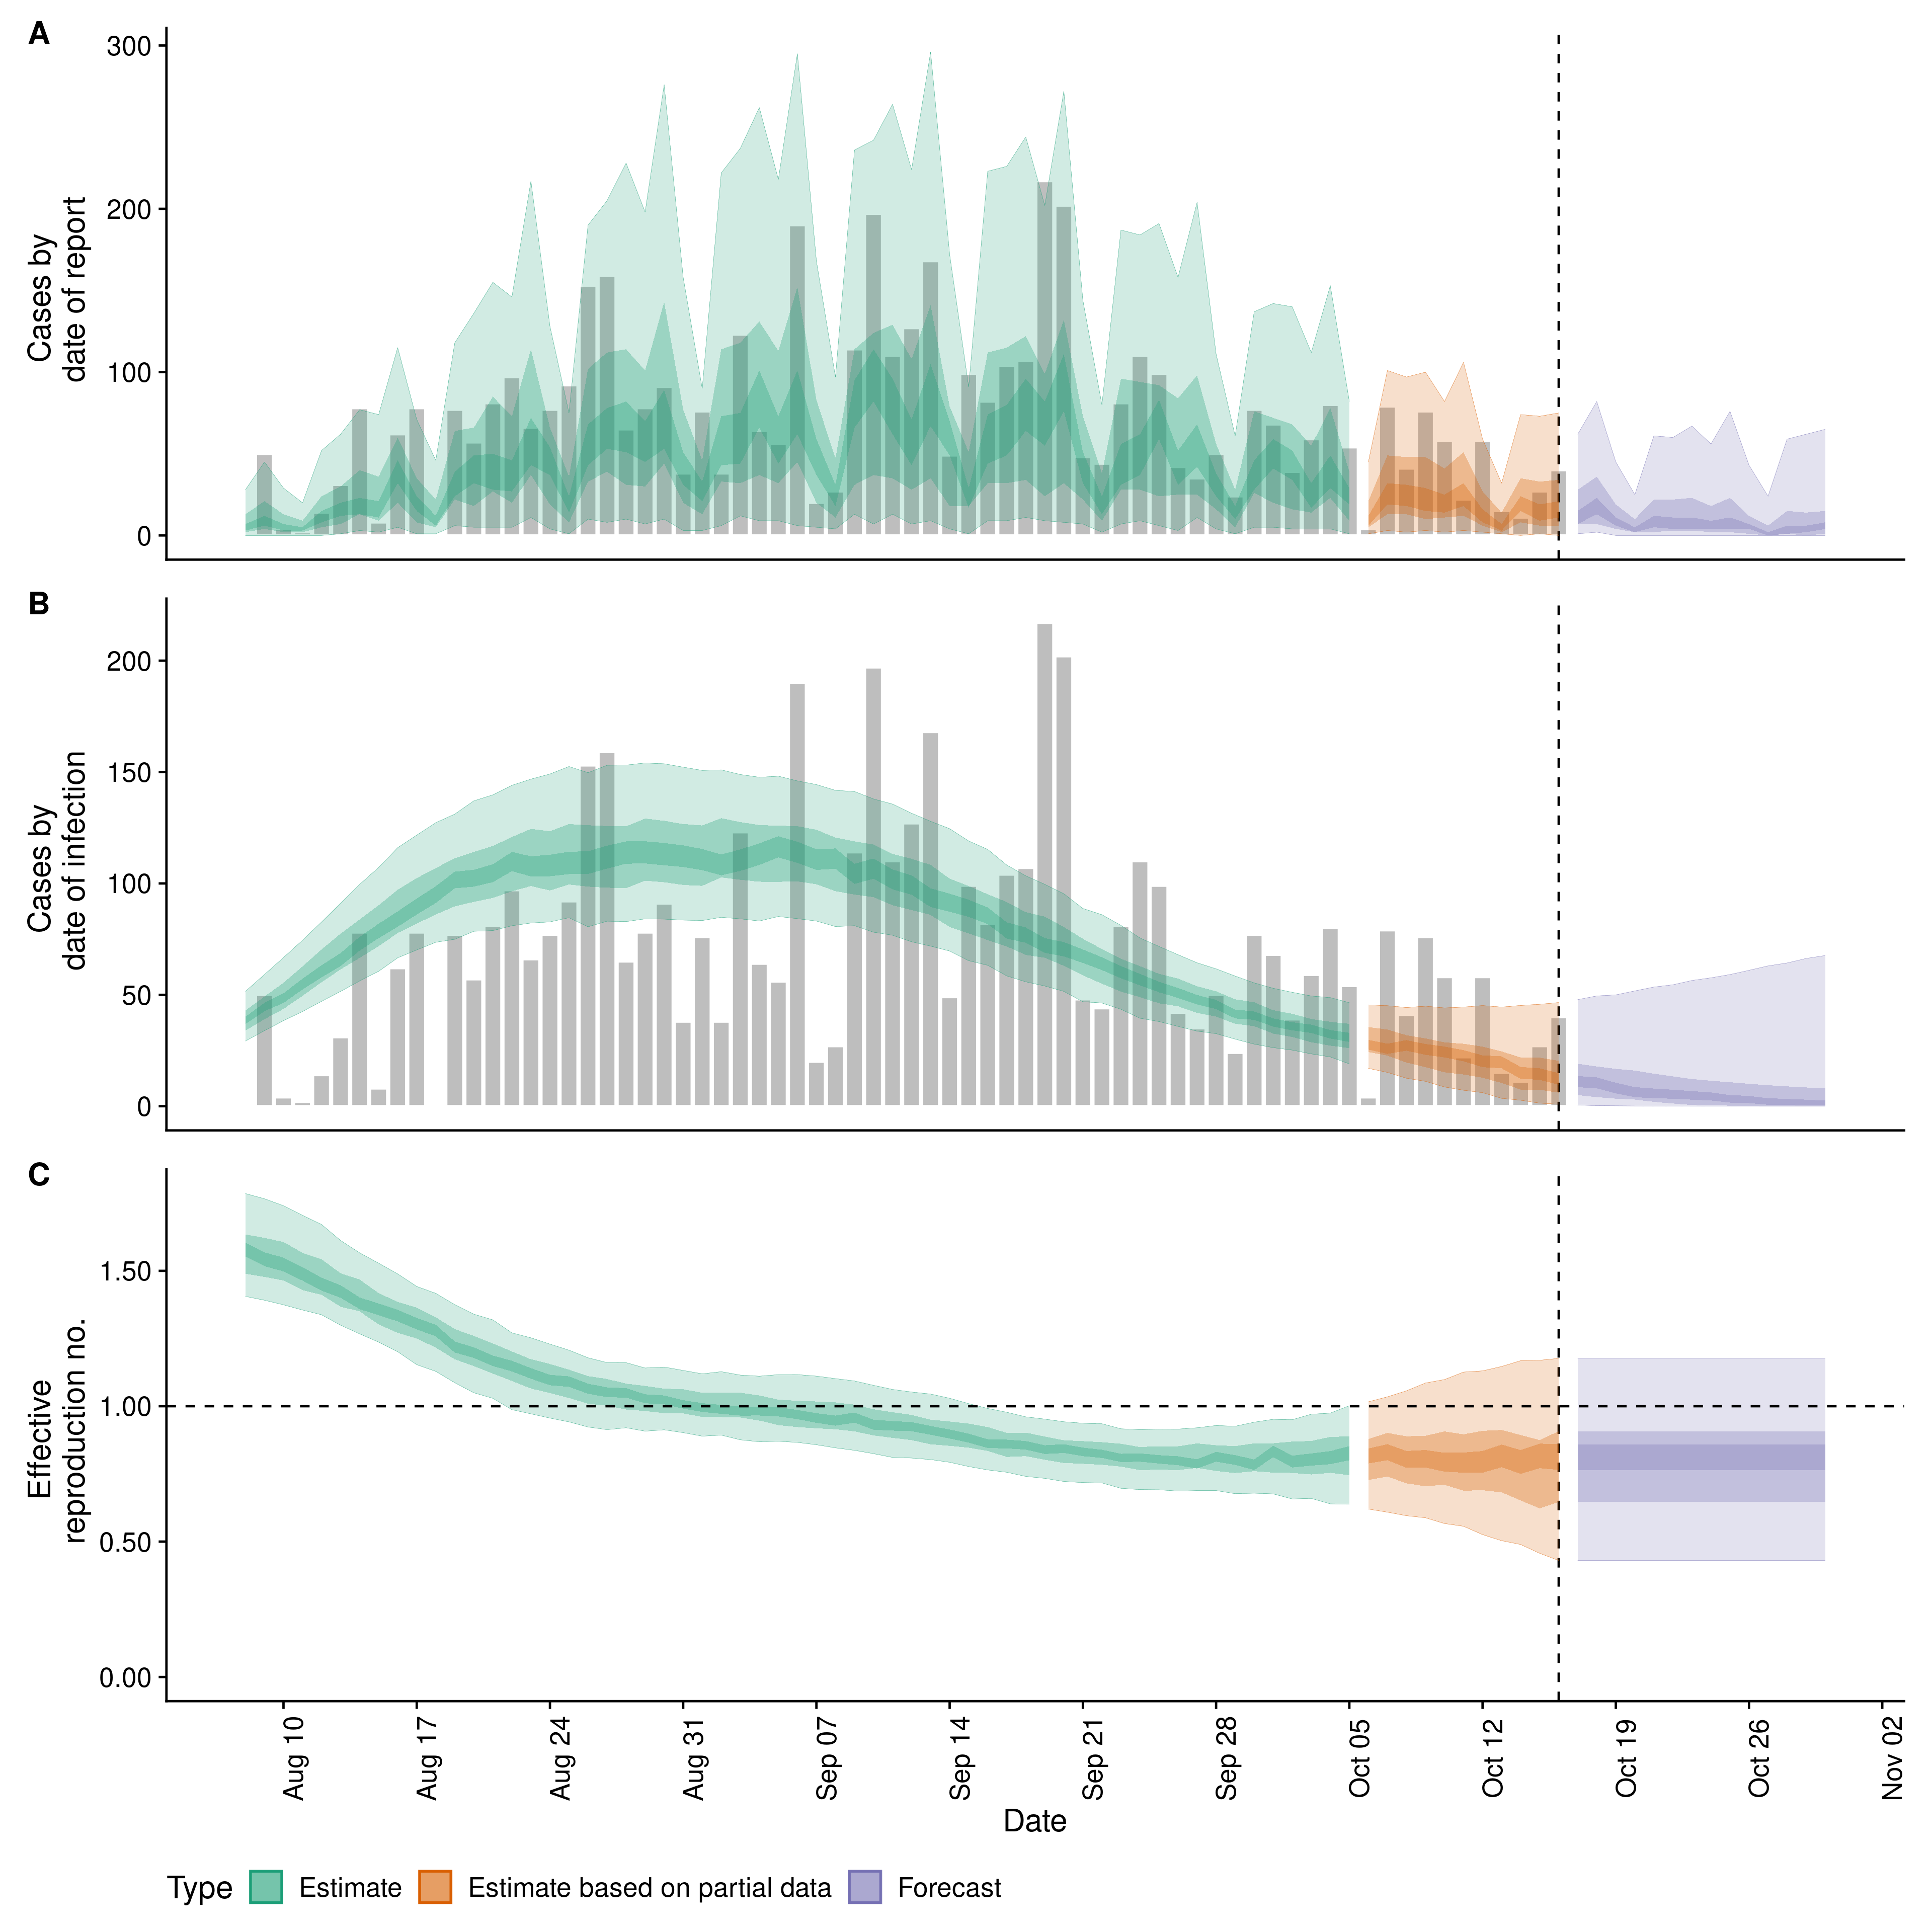 A
300
200
100
0
Cases by
date of report
B
200
150
100
50
0
Cases by
date of infection
C
1.50
1.00
0.50
0.00
Effective
reproduction no.
Aug 10
Aug 17
Aug 24
Aug 31
Sep 07
Sep 14
Sep 21
Sep 28
Oct 05
Oct 12
Oct 19
Oct 26
Nov 02
Date
Type Estimate Estimate based on partial data Forecast